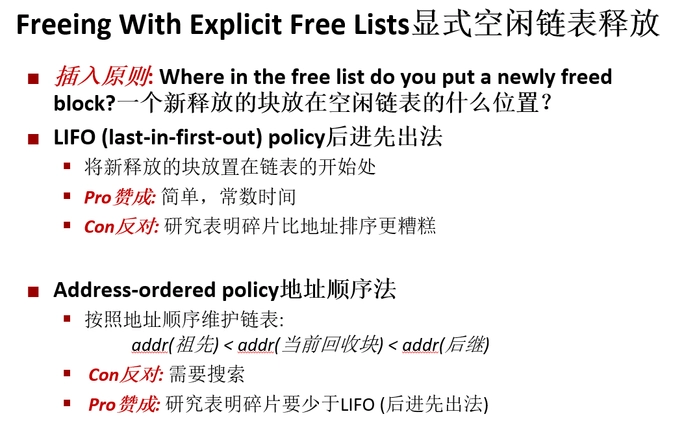 Freeing With Explicit Free Lists显式空闲链表释放
插入原则: Where in the free list do you put a newly freed
block?一个新释放的块放在空闲链表的什么位置？
LIFO (last-in-first-out) policy后进先出法
将新释放的块放置在链表的开始处
Pro赞成: 简单，常数时间
Con反对: 研究表明碎片比地址排序更糟糕
Address-ordered policy地址顺序法
按照地址顺序维护链表:
addr(祖先) < addr(当前回收块) < addr(后继)
Con反对: 需要搜索
Pro赞成: 研究表明碎片要少于LIFO (后进先出法)